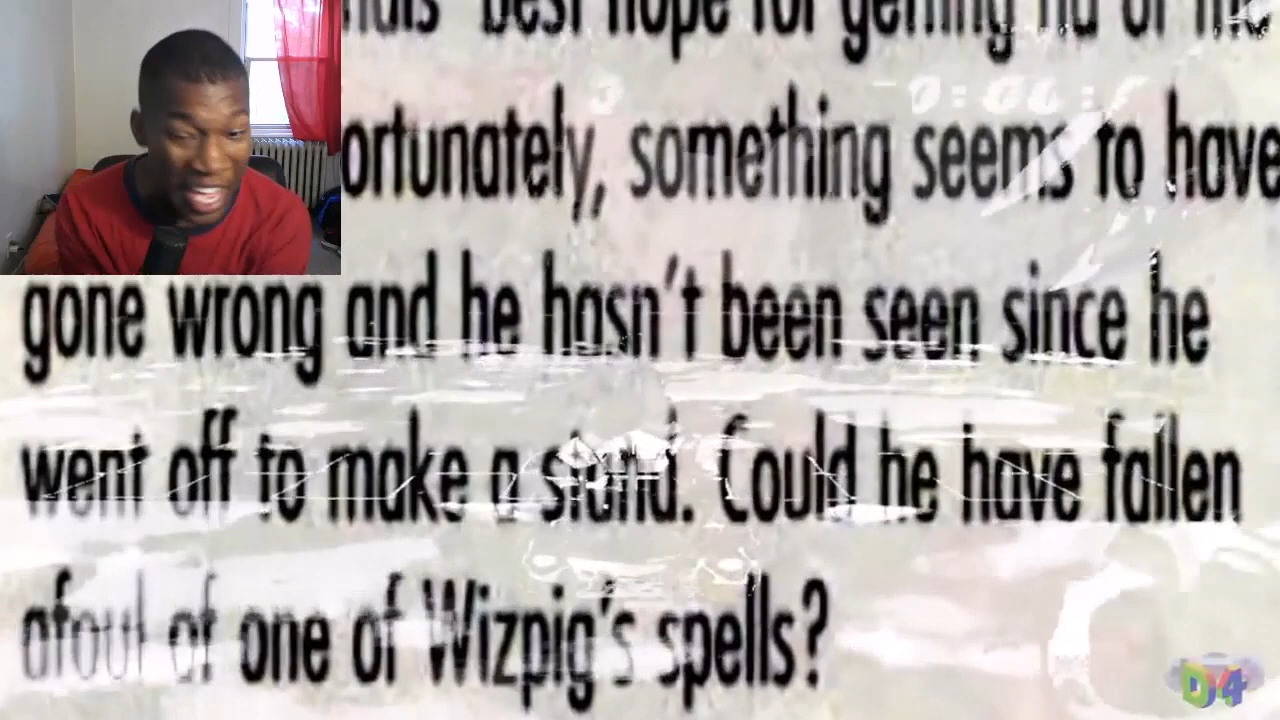 best hope for getting rid of
ortunately, something seems to have
gone wrong and he hasn't been seen since he
went off to make a stand. Could he have fallen
afoul of one of Wizpig's spells?
DY4